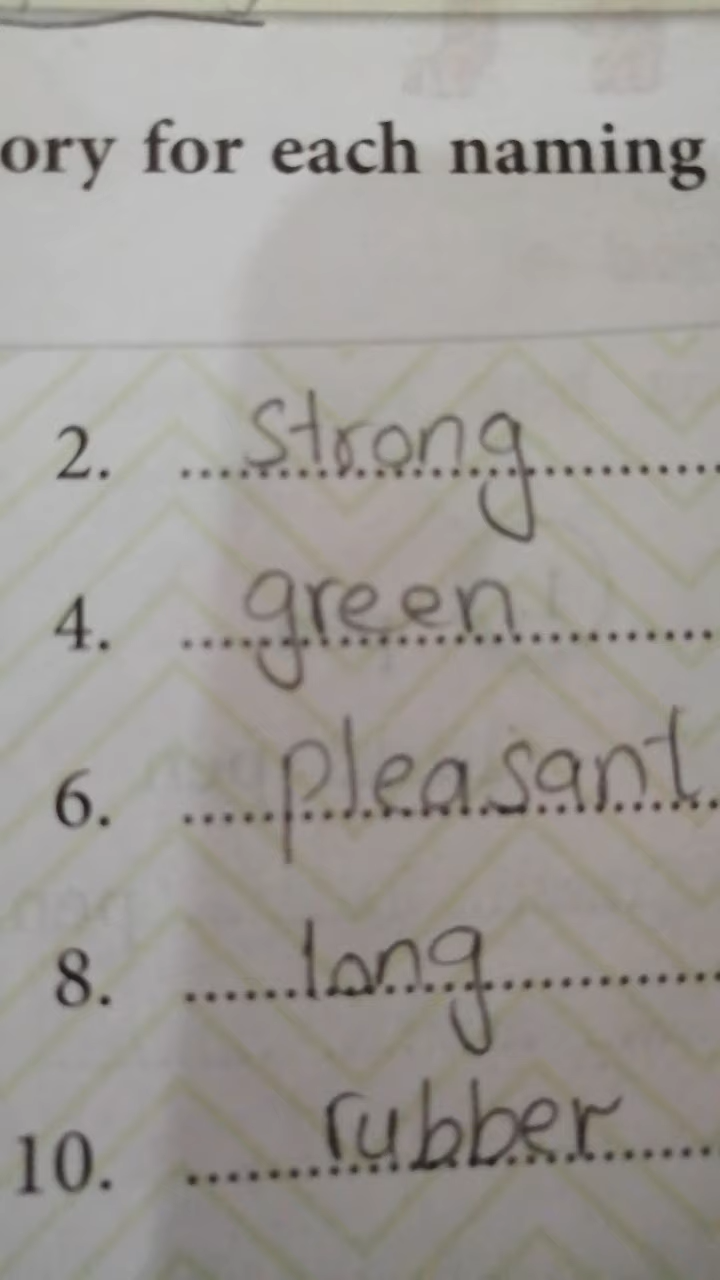 ory for each naming
2. strong
4. green
6. pleasant
8. long
10. rubber